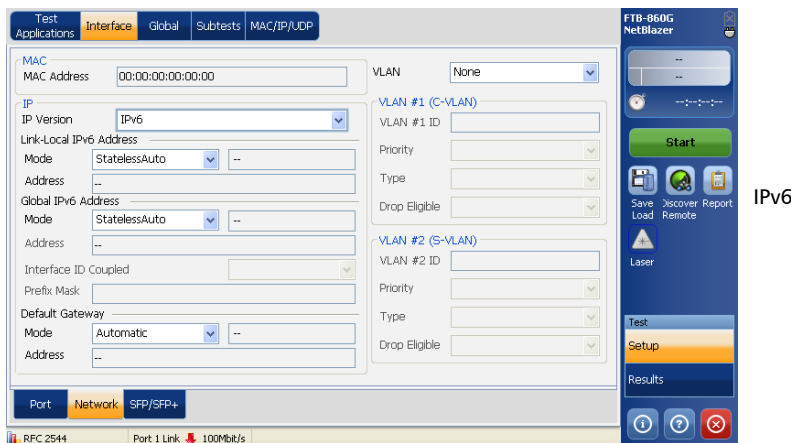 Test Applications
Interface
Global
Subtests
MAC/IP/UDP
MAC
MAC Address 00:00:00:00:00:00
IP
IP Version IPv6
Link-Local IPv6 Address
Mode StatelessAuto --
Address --
Global IPv6 Address
Mode StatelessAuto --
Address --
Interface ID Coupled
Prefix Mask
Default Gateway
Mode Automatic --
Address --
VLAN None
VLAN #1 (C-VLAN)
VLAN #1 ID
Priority
Type
Drop Eligible
VLAN #2 (S-VLAN)
VLAN #2 ID
Priority
Type
Drop Eligible
Port
Network
SFP/SFP+
RFC 2544
Port 1 Link 100Mbit/s
FTB-860G
NetBlazer
--
--
--:--:--:--
Start
Save Load
Discover Remote
Report
Laser
Test
Setup
Results
IPv6